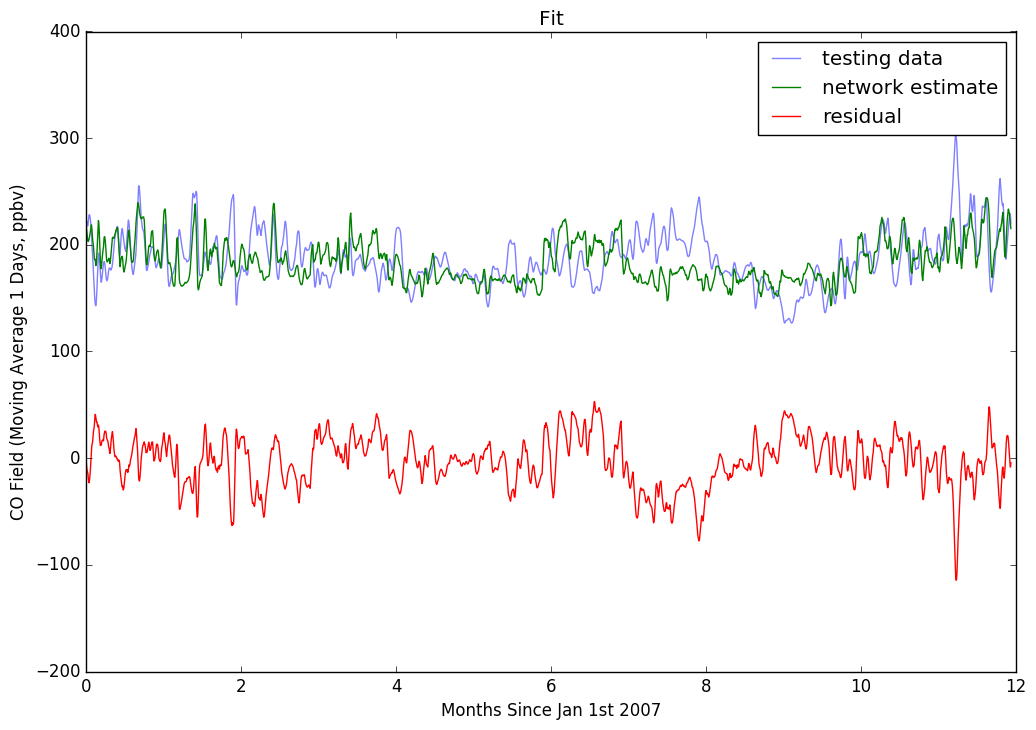 Fit
400
300
200
100
0
−100
−200
CO Field (Moving Average 1 Days, ppbv)
testing data
network estimate
residual
0 2 4 6 8 10 12
Months Since Jan 1st 2007